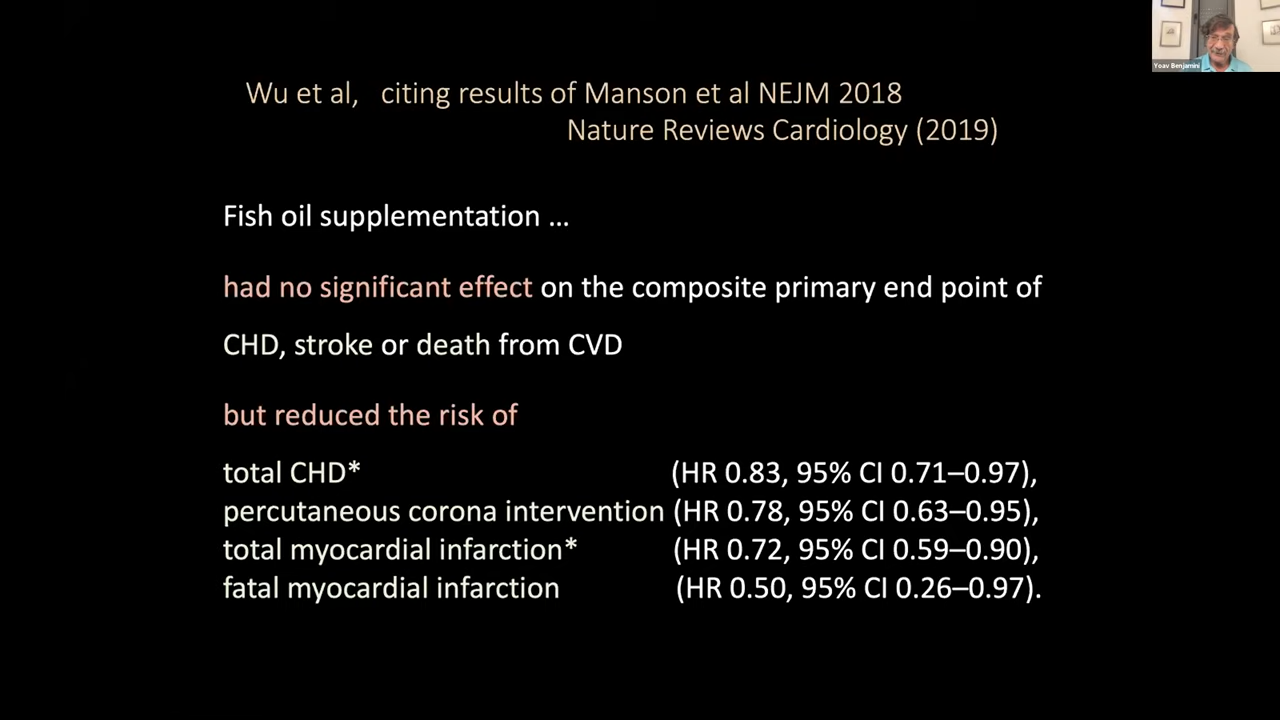 Wu et al, citing results of Manson et al NEJM 2018
Nature Reviews Cardiology (2019)
Yoav Benjamini
Fish oil supplementation ...
had no significant effect on the composite primary end point of
CHD, stroke or death from CVD
but reduced the risk of
total CHD* (HR 0.83, 95% CI 0.71–0.97),
percutaneous corona intervention (HR 0.78, 95% CI 0.63–0.95),
total myocardial infarction* (HR 0.72, 95% CI 0.59–0.90),
fatal myocardial infarction (HR 0.50, 95% CI 0.26–0.97).